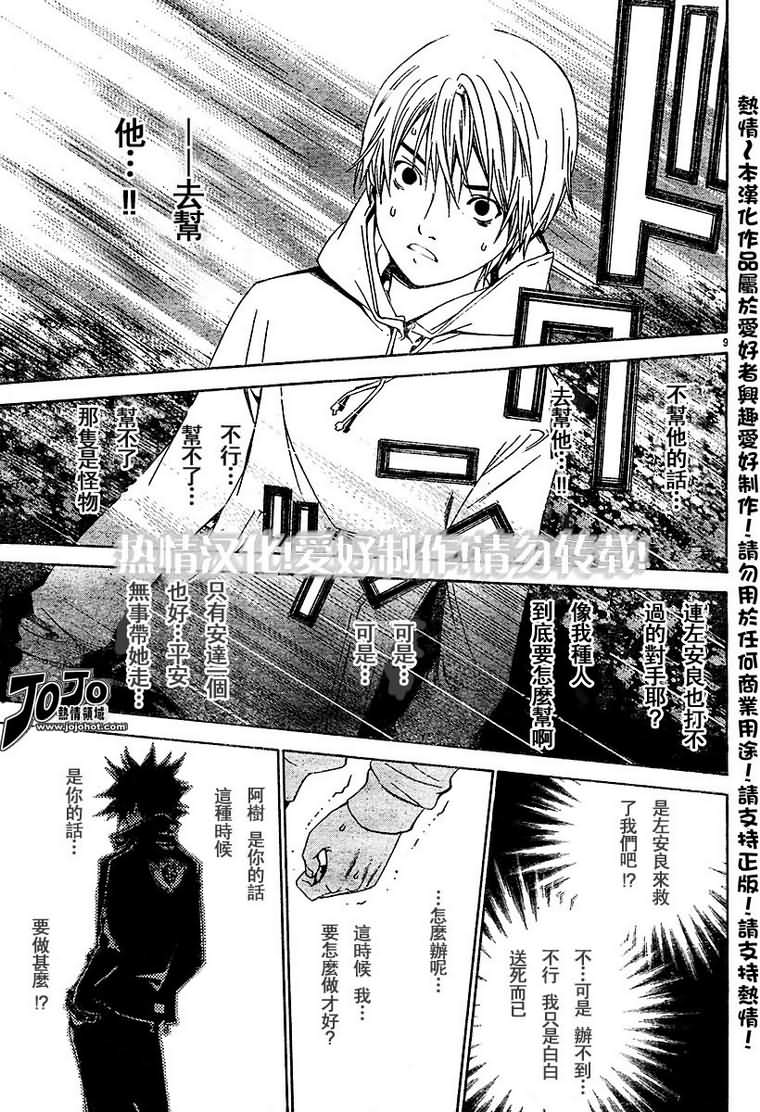 ——去幫
他…!!
不幫他的話…
去幫他…!!
不行…
幫不了…
幫不了
那隻是怪物
連左安良也打不
過的對手耶？
像我種人
到底要怎麼幫啊
可是…
可是…
只有安達一個
也好…平安
無事帶她走…
是左安良來救
了我們吧!?
不…可是 辦不到…
不行 我只是白白
送死而已
…怎麼辦呢…
這時候 我…
要怎麼做才好？
阿樹 是你的話
這種時候
是你的話…
要做甚麼!?
熱情~本漢化作品屬於愛好者興趣愛好制作！請勿用於任何商業用途！請支持正版！請支持熱情！
热情汉化!爱好制作!请勿转载!
JOJO
熱情領域
www.jojohot.com
9